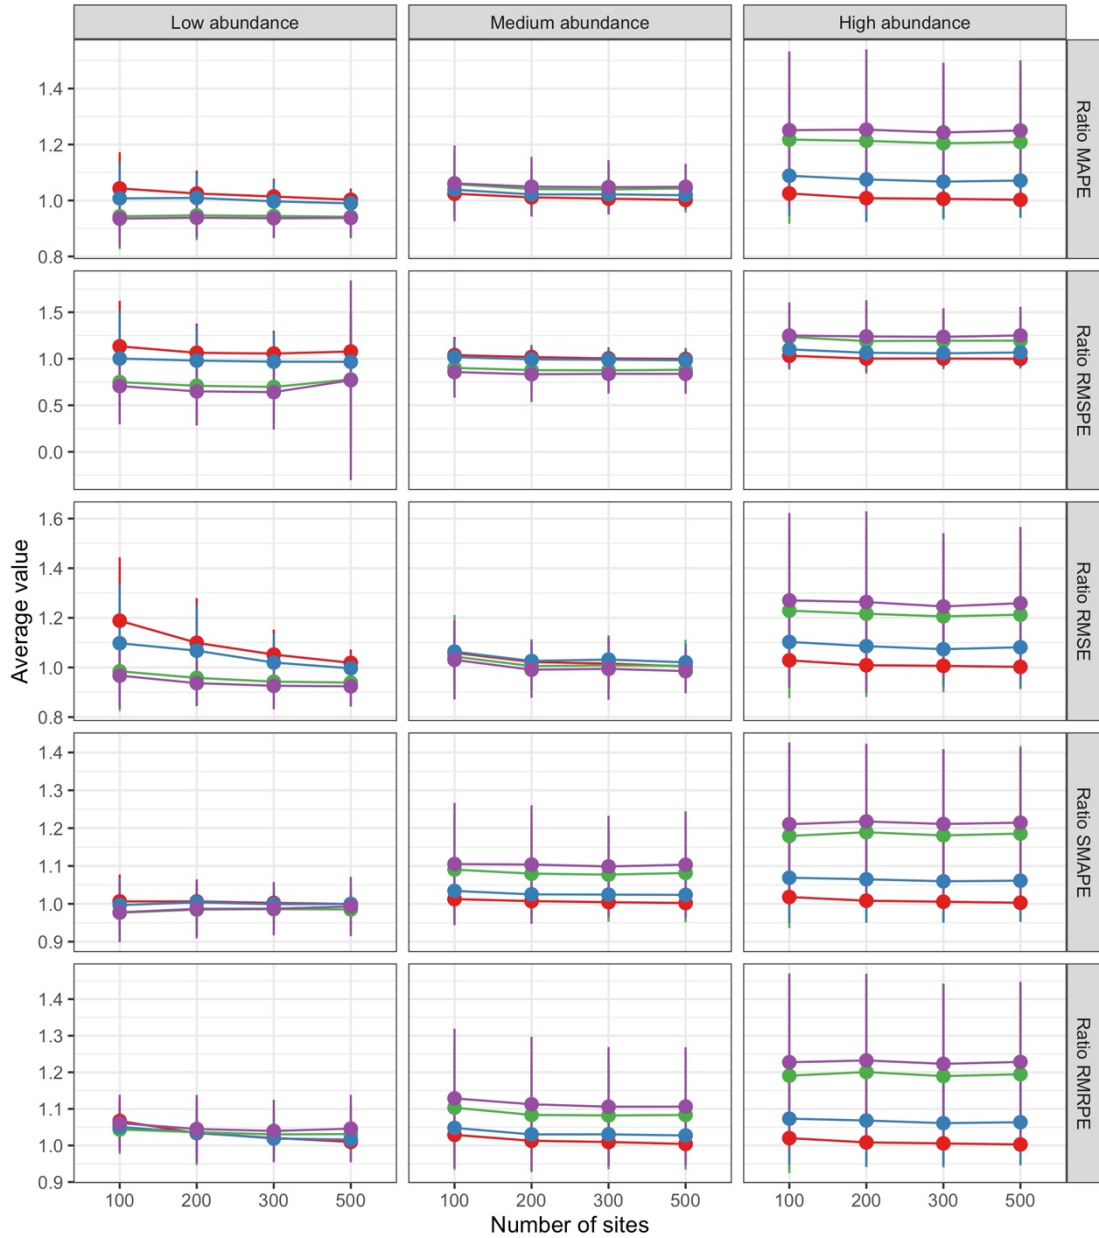 Low abundance
Medium abundance
High abundance
1.4
1.2
1.0
0.8
Ratio MAPE
1.5
1.0
0.5
0.0
Ratio RMSPE
1.6
1.4
1.2
1.0
0.8
Ratio RMSE
1.4
1.3
1.2
1.1
1.0
0.9
Ratio SMAPE
1.4
1.3
1.2
1.1
1.0
0.9
Ratio RMRPE
Average value
100 200 300 500
100 200 300 500
100 200 300 500
Number of sites